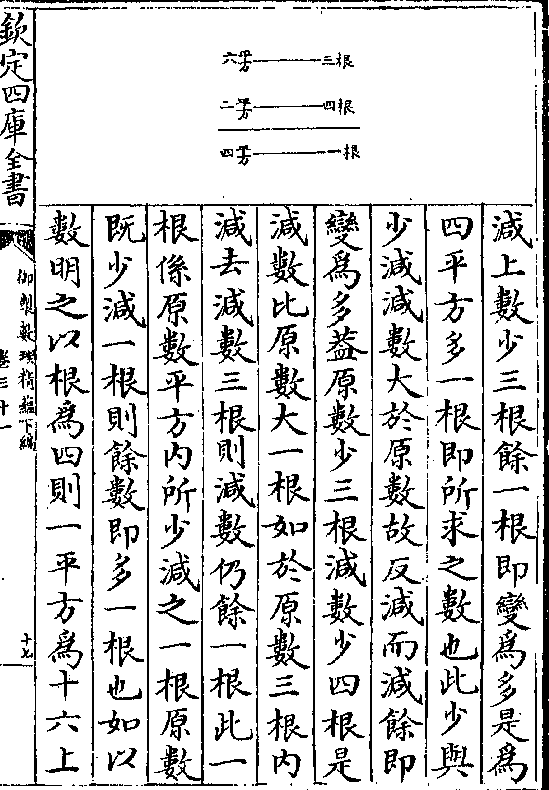 六平方 三根
二平方 四根
四平方 一根
減上數少三根餘一根即變爲多是爲
四平方多一根即所求之數也此少與
少減減數大於原數故反減而減餘即
變爲多葢原數少三根減數少四根是
減數比原數大一根如於原數三根內
減去減數三根則減數仍餘一根此一
根係原數平方內所少減之一根原數
既少減一根則餘數即多一根也如以
數明之以根爲四則一平方爲十六上
欽定四庫全書
御製數理精蘊下編
卷三十一
十七